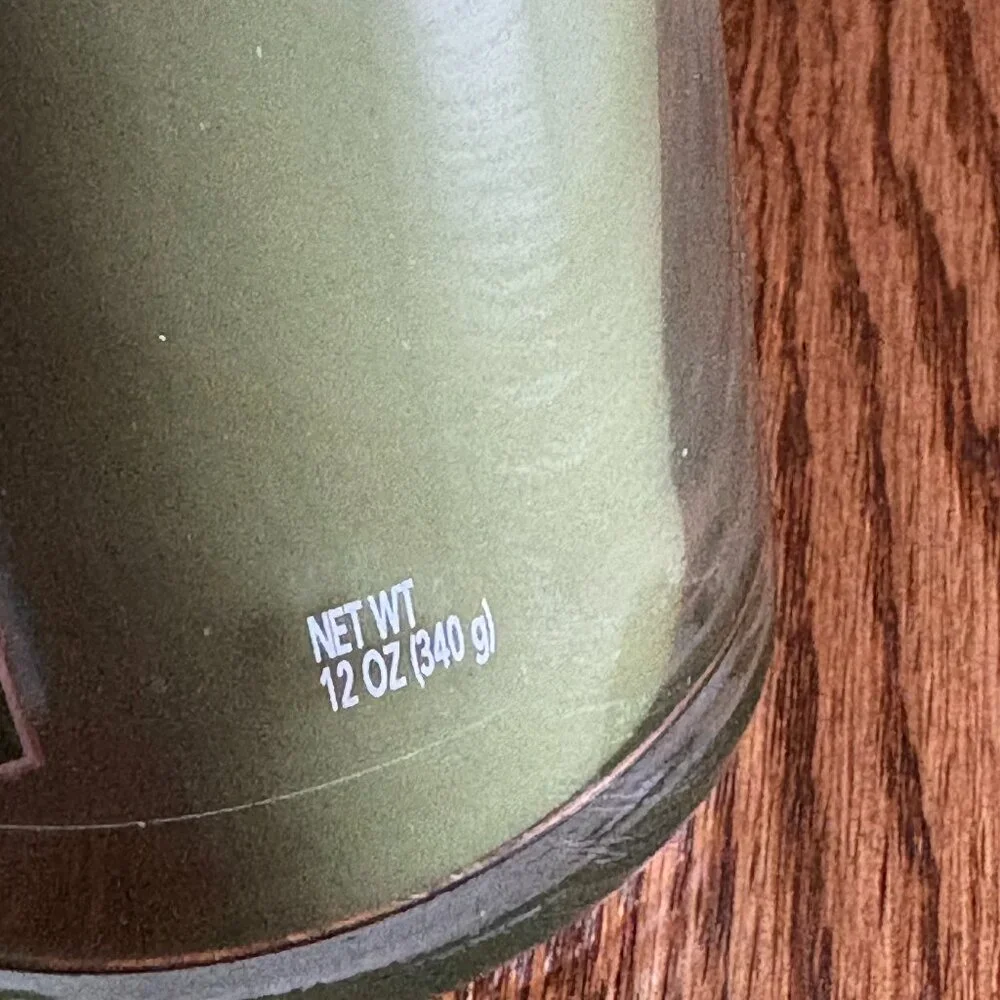 NET WT
12 OZ (340 g)